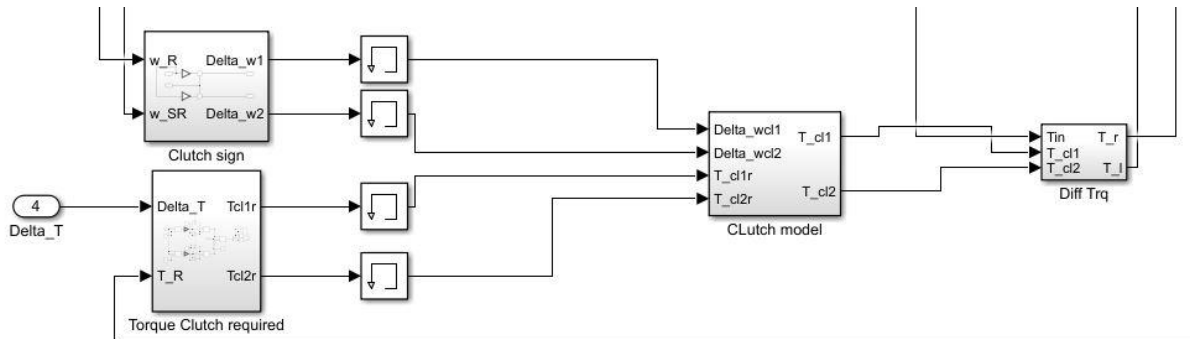 w_R Delta_w1
w_SR Delta_w2
Clutch sign
4
Delta_T
Delta_T Tcl1r
T_R Tcl2r
Torque Clutch required
Delta_wcl1 T_cl1
Delta_wcl2
T_cl1r
T_cl2r T_cl2
CLutch model
Tin T_r
T_cl1
T_cl2 T_l
Diff Trq